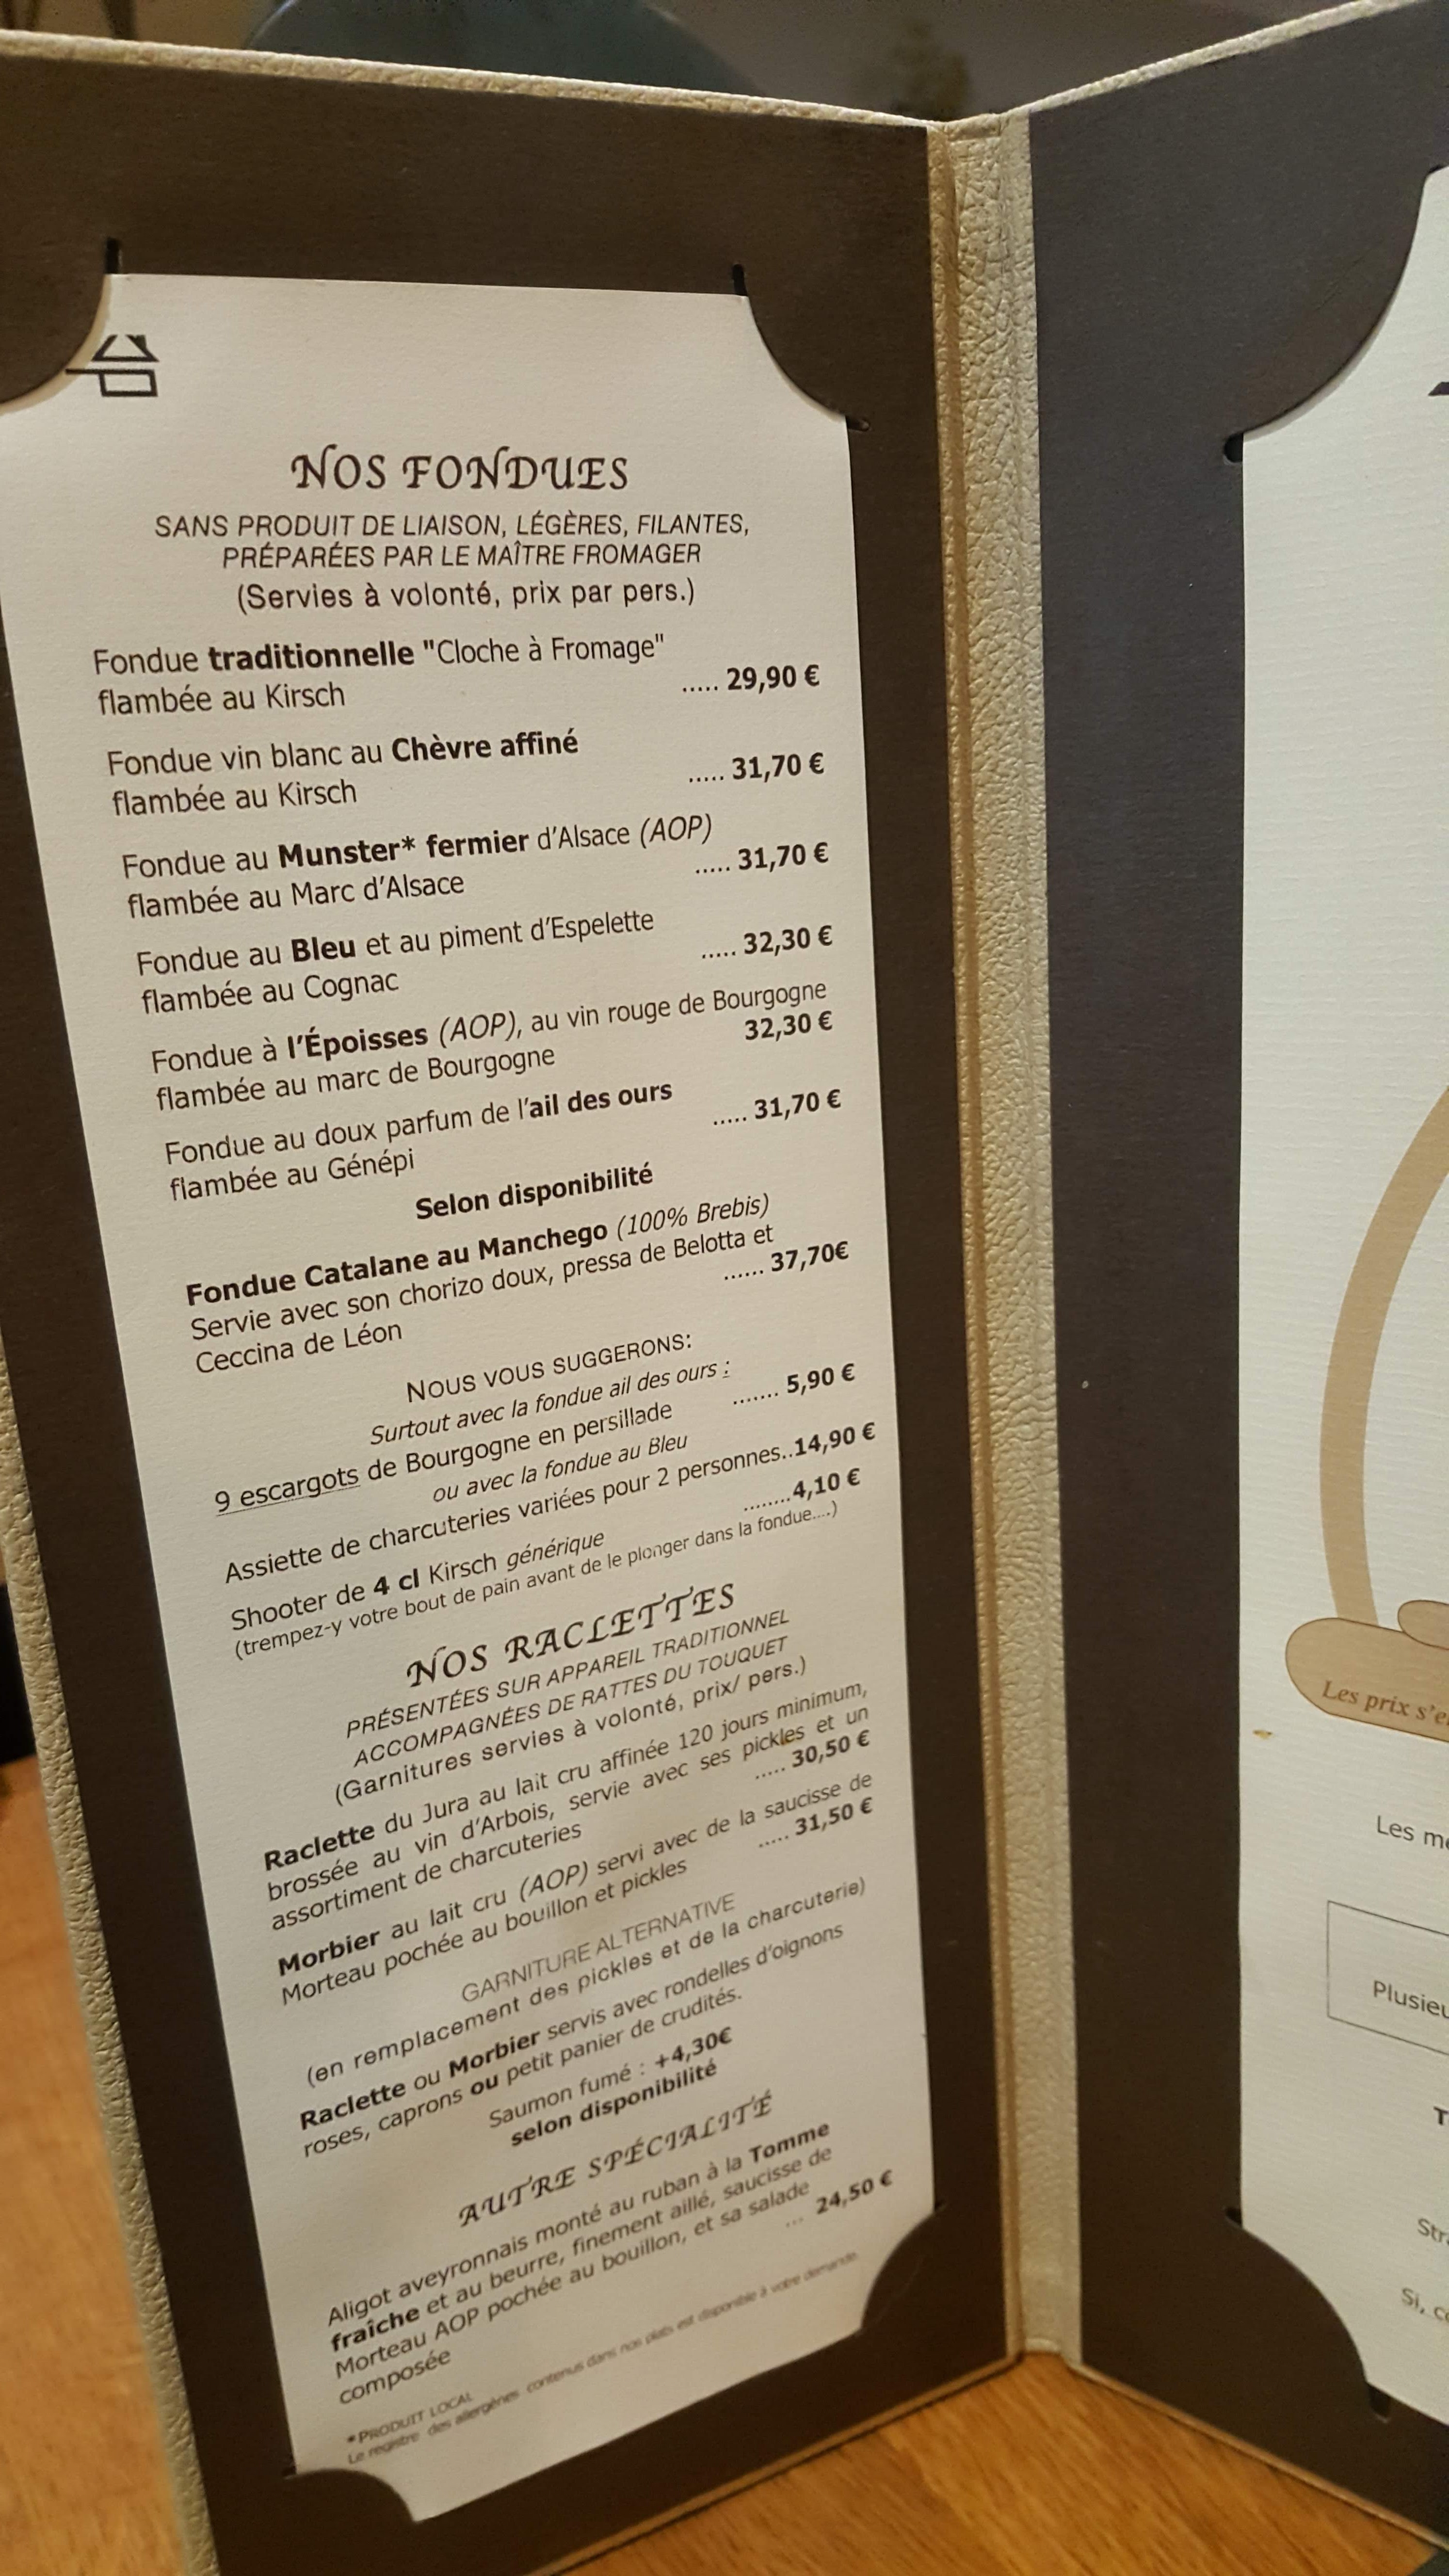 NOS FONDUES
SANS PRODUIT DE LIAISON, LÉGÈRES, FILANTES,
PRÉPARÉES PAR LE MAÎTRE FROMAGER
(Servies à volonté, prix par pers.)
Fondue traditionnelle "Cloche à Fromage"
flambée au Kirsch ..... 29,90 €
Fondue vin blanc au Chèvre affiné
flambée au Kirsch ..... 31,70 €
Fondue au Munster* fermier d'Alsace (AOP)
flambée au Marc d'Alsace ..... 31,70 €
Fondue au Bleu et au piment d'Espelette
flambée au Cognac ..... 32,30 €
Fondue à l'Époisses (AOP), au vin rouge de Bourgogne
flambée au marc de Bourgogne 32,30 €
Fondue au doux parfum de l'ail des ours
flambée au Génépi ..... 31,70 €
Selon disponibilité
Fondue Catalane au Manchego (100% Brebis)
Servie avec son chorizo doux, pressa de Belotta et
Ceccina de Léon ...... 37,70€
NOUS VOUS SUGGERONS:
Surtout avec la fondue ail des ours :
9 escargots de Bourgogne en persillade ....... 5,90 €
ou avec la fondue au Bleu
Assiette de charcuteries variées pour 2 personnes..14,90 €
Shooter de 4 cl Kirsch générique ........4,10 €
(trempez-y votre bout de pain avant de le plonger dans la fondue....)
NOS RACLETTES
PRÉSENTÉES SUR APPAREIL TRADITIONNEL
ACCOMPAGNÉES DE RATTES DU TOUQUET
(Garnitures servies à volonté, prix/ pers.)
Raclette du Jura au lait cru affinée 120 jours minimum,
brossée au vin d'Arbois, servie avec ses pickles et un
assortiment de charcuteries ..... 30,50 €
Morbier au lait cru (AOP) servi avec de la saucisse de
Morteau pochée au bouillon et pickles ..... 31,50 €
GARNITURE ALTERNATIVE
(en remplacement des pickles et de la charcuterie)
Raclette ou Morbier servis avec rondelles d'oignons
roses, caprons ou petit panier de crudités.
Saumon fumé : +4,30€
selon disponibilité
AUTRE SPÉCIALITÉ
Aligot aveyronnais monté au ruban à la Tomme
fraîche et au beurre, finement aillé, saucisse de
Morteau AOP pochée au bouillon, et sa salade
composée ... 24,50 €
*PRODUIT LOCAL
Le registre des allergènes contenus dans nos plats est disponible à votre demande
Les prix s'e
Les m
Plusieu
T
Str
Si, c